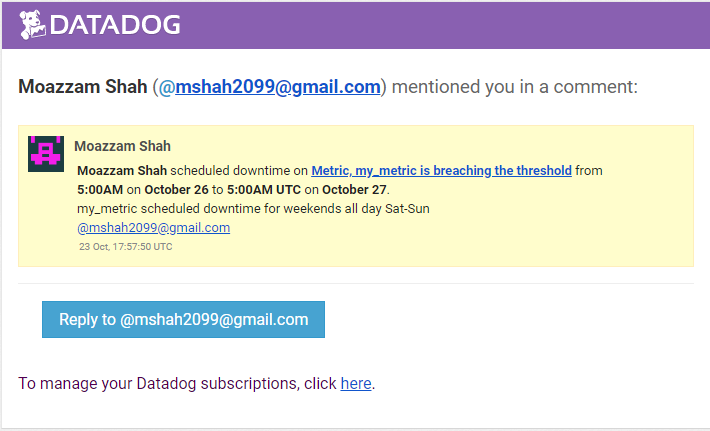 DATADOG
Moazzam Shah (@mshah2099@gmail.com) mentioned you in a comment:
Moazzam Shah
Moazzam Shah scheduled downtime on Metric, my_metric is breaching the threshold from
5:00AM on October 26 to 5:00AM UTC on October 27.
my_metric scheduled downtime for weekends all day Sat-Sun
@mshah2099@gmail.com
23 Oct, 17:57:50 UTC
Reply to @mshah2099@gmail.com
To manage your Datadog subscriptions, click here.